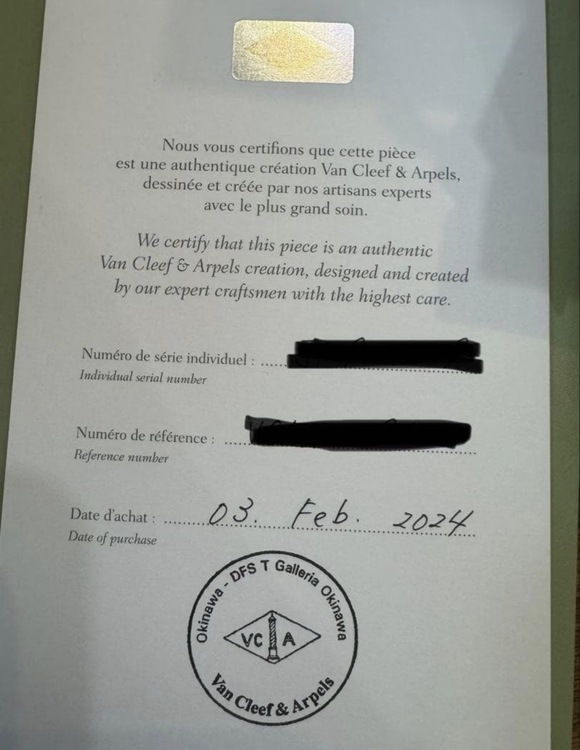 Nous vous certifions que cette pièce
est une authentique création Van Cleef & Arpels,
dessinée et créée par nos artisans experts
avec le plus grand soin.
We certify that this piece is an authentic
Van Cleef & Arpels creation, designed and created
by our expert craftsmen with the highest care.
Numéro de série individuel :
Individual serial number
Numéro de référence :
Reference number
Date d'achat : 03. Feb. 2024
Date of purchase
Okinawa - DFS T Galleria Okinawa
VC A
Van Cleef & Arpels